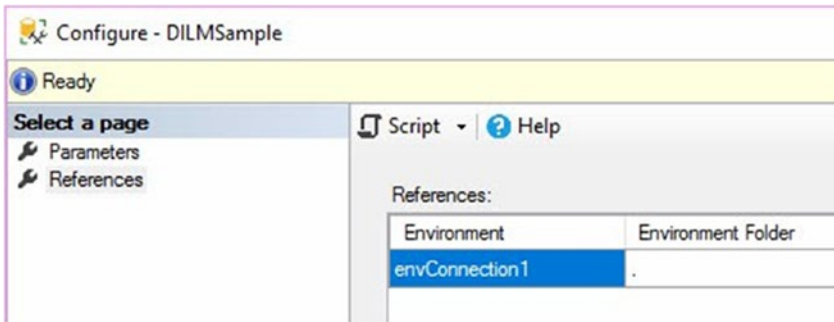 Configure - DILMSample
Ready
Select a page
Script Help
Parameters
References
References:
Environment Environment Folder
envConnection1 .